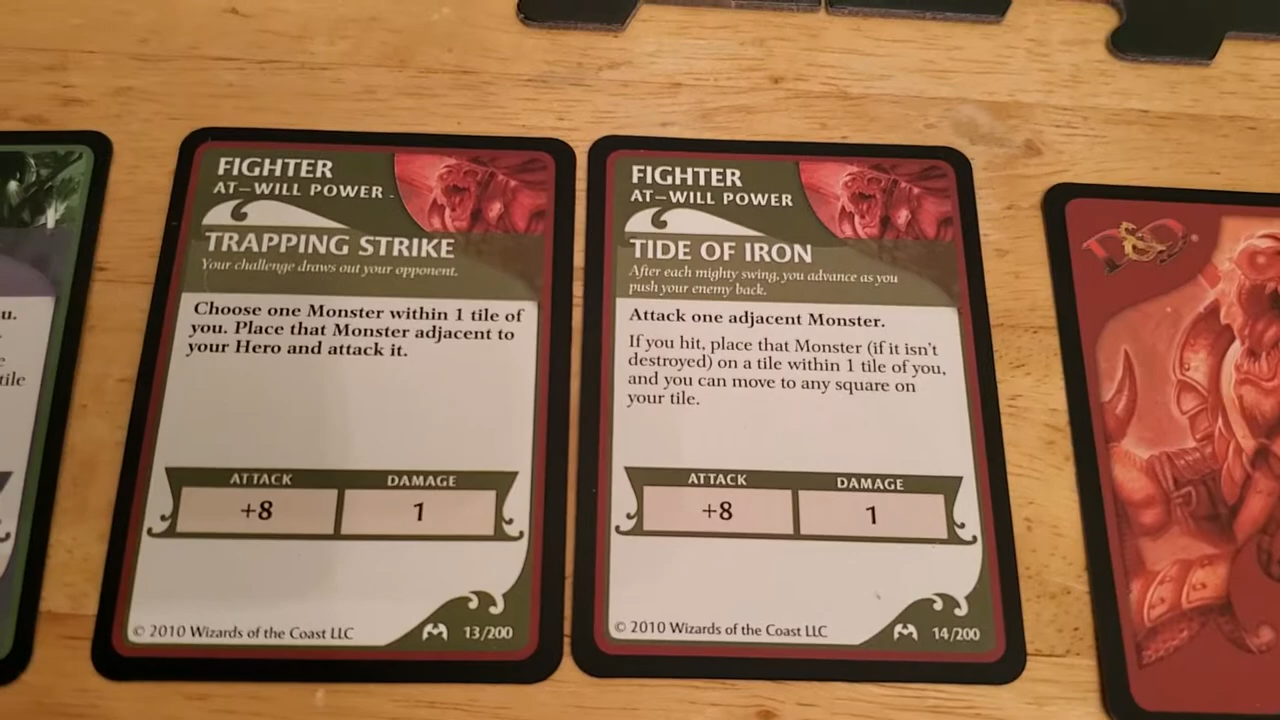 u.
tile
FIGHTER
AT–WILL POWER
TRAPPING STRIKE
Your challenge draws out your opponent.
Choose one Monster within 1 tile of
you. Place that Monster adjacent to
your Hero and attack it.
ATTACK DAMAGE
+8 1
© 2010 Wizards of the Coast LLC 13/200
FIGHTER
AT–WILL POWER
TIDE OF IRON
After each mighty swing, you advance as you
push your enemy back.
Attack one adjacent Monster.
If you hit, place that Monster (if it isn't
destroyed) on a tile within 1 tile of you,
and you can move to any square on
your tile.
ATTACK DAMAGE
+8 1
© 2010 Wizards of the Coast LLC 14/200
D&D®